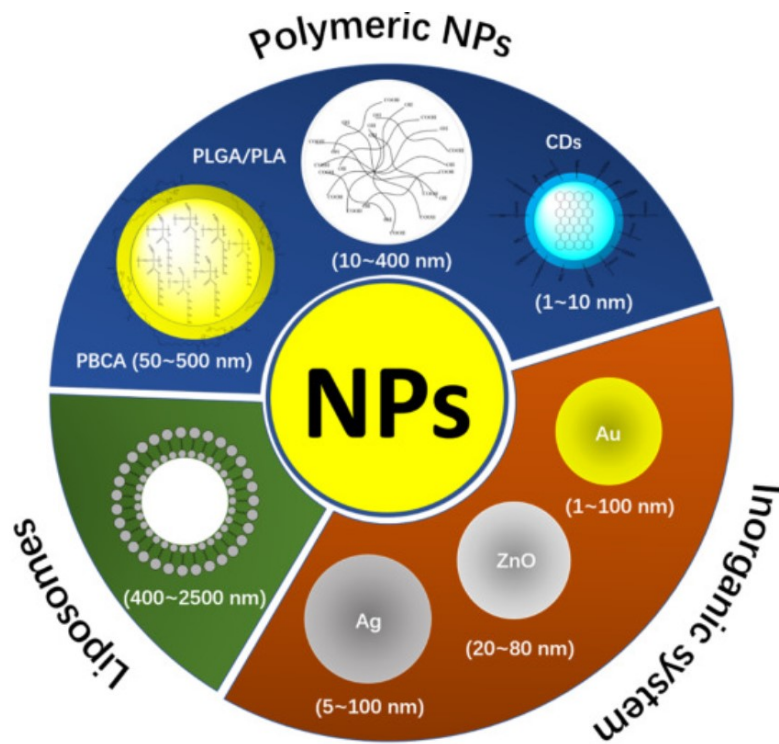 Polymeric NPs
PLGA/PLA
CDs
(10~400 nm)
(1~10 nm)
PBCA (50~500 nm)
NPs
Au
(1~100 nm)
ZnO
(20~80 nm)
Ag
(5~100 nm)
(400~2500 nm)
Liposomes
Inorganic system